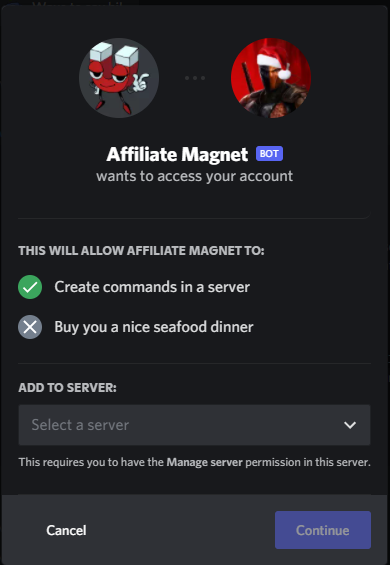 Affiliate Magnet BOT
wants to access your account
THIS WILL ALLOW AFFILIATE MAGNET TO:
Create commands in a server
Buy you a nice seafood dinner
ADD TO SERVER:
Select a server
This requires you to have the Manage server permission in this server.
Cancel Continue